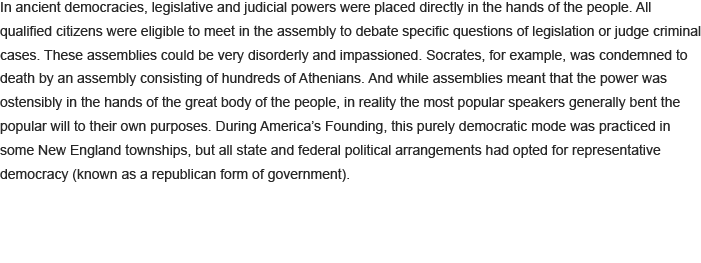 In ancient democracies, legislative and judicial powers were placed directly in the hands of the people. All
qualified citizens were eligible to meet in the assembly to debate specific questions of legislation or judge criminal
cases. These assemblies could be very disorderly and impassioned. Socrates, for example, was condemned to
death by an assembly consisting of hundreds of Athenians. And while assemblies meant that the power was
ostensibly in the hands of the great body of the people, in reality the most popular speakers generally bent the
popular will to their own purposes. During America’s Founding, this purely democratic mode was practiced in
some New England townships, but all state and federal political arrangements had opted for representative
democracy (known as a republican form of government).